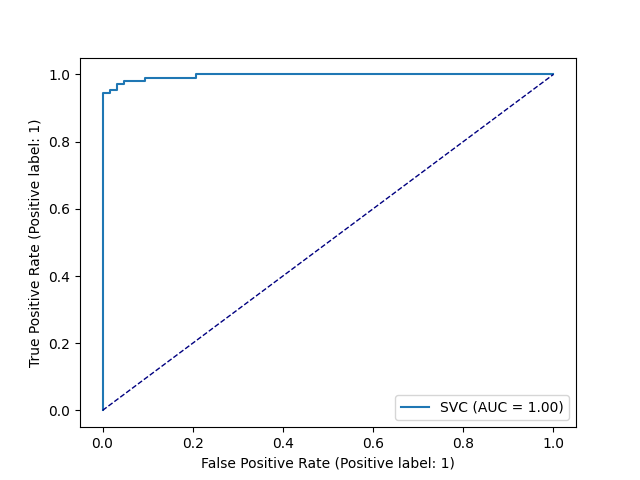 1.0
0.8
0.6
0.4
0.2
0.0
True Positive Rate (Positive label: 1)
SVC (AUC = 1.00)
0.0 0.2 0.4 0.6 0.8 1.0
False Positive Rate (Positive label: 1)